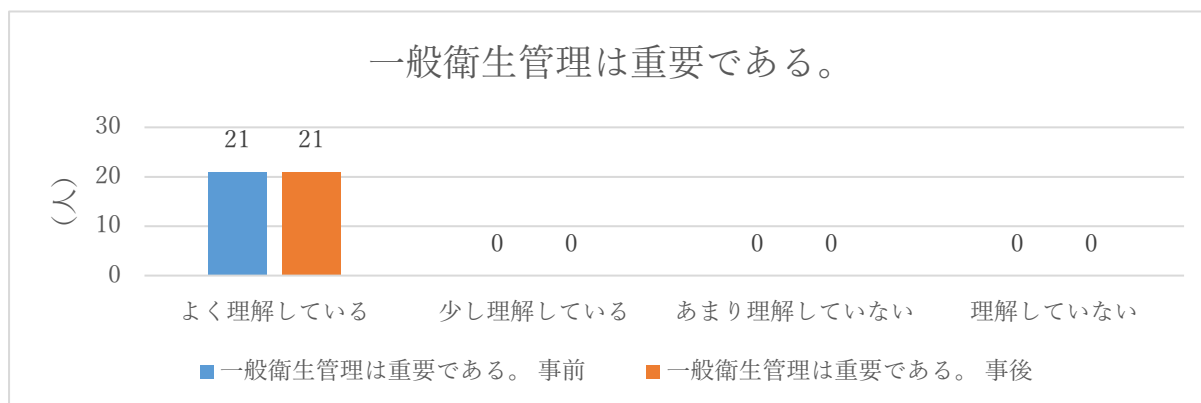 一般衛生管理は重要である。
30
20
10
0
(人)
21 21
0 0
0 0
0 0
よく理解している 少し理解している あまり理解していない 理解していない
一般衛生管理は重要である。 事前 一般衛生管理は重要である。 事後